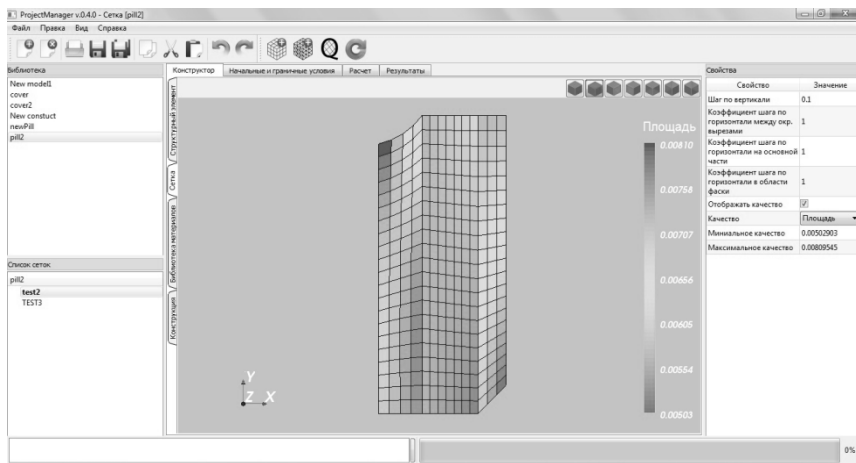 ProjectManager v.0.4.0 - Сетка [pill2]
Файл Правка Вид Справка
Библиотека
New model1
cover
cover2
New constuct
newPill
pill2
Список сеток
pill2
test2
TEST3
Конструктор Начальные и граничные условия Расчет Результаты
Структурный элемент
Сетка
Библиотека материалов
Конструкция
Площадь
0.00810
0.00758
0.00707
0.00656
0.00605
0.00554
0.00503
Y
Z X
Свойства
Свойство Значение
Шаг по вертикали 0.1
Коэффициент шага по
горизонтали между окр. 1
вырезами
Коэффициент шага по
горизонтали на основной 1
части
Коэффициент шага по
горизонтали в области 1
фаски
Отображать качество
Качество Площадь
Миниальное качество 0.00502903
Максимальное качество 0.00809545
0%